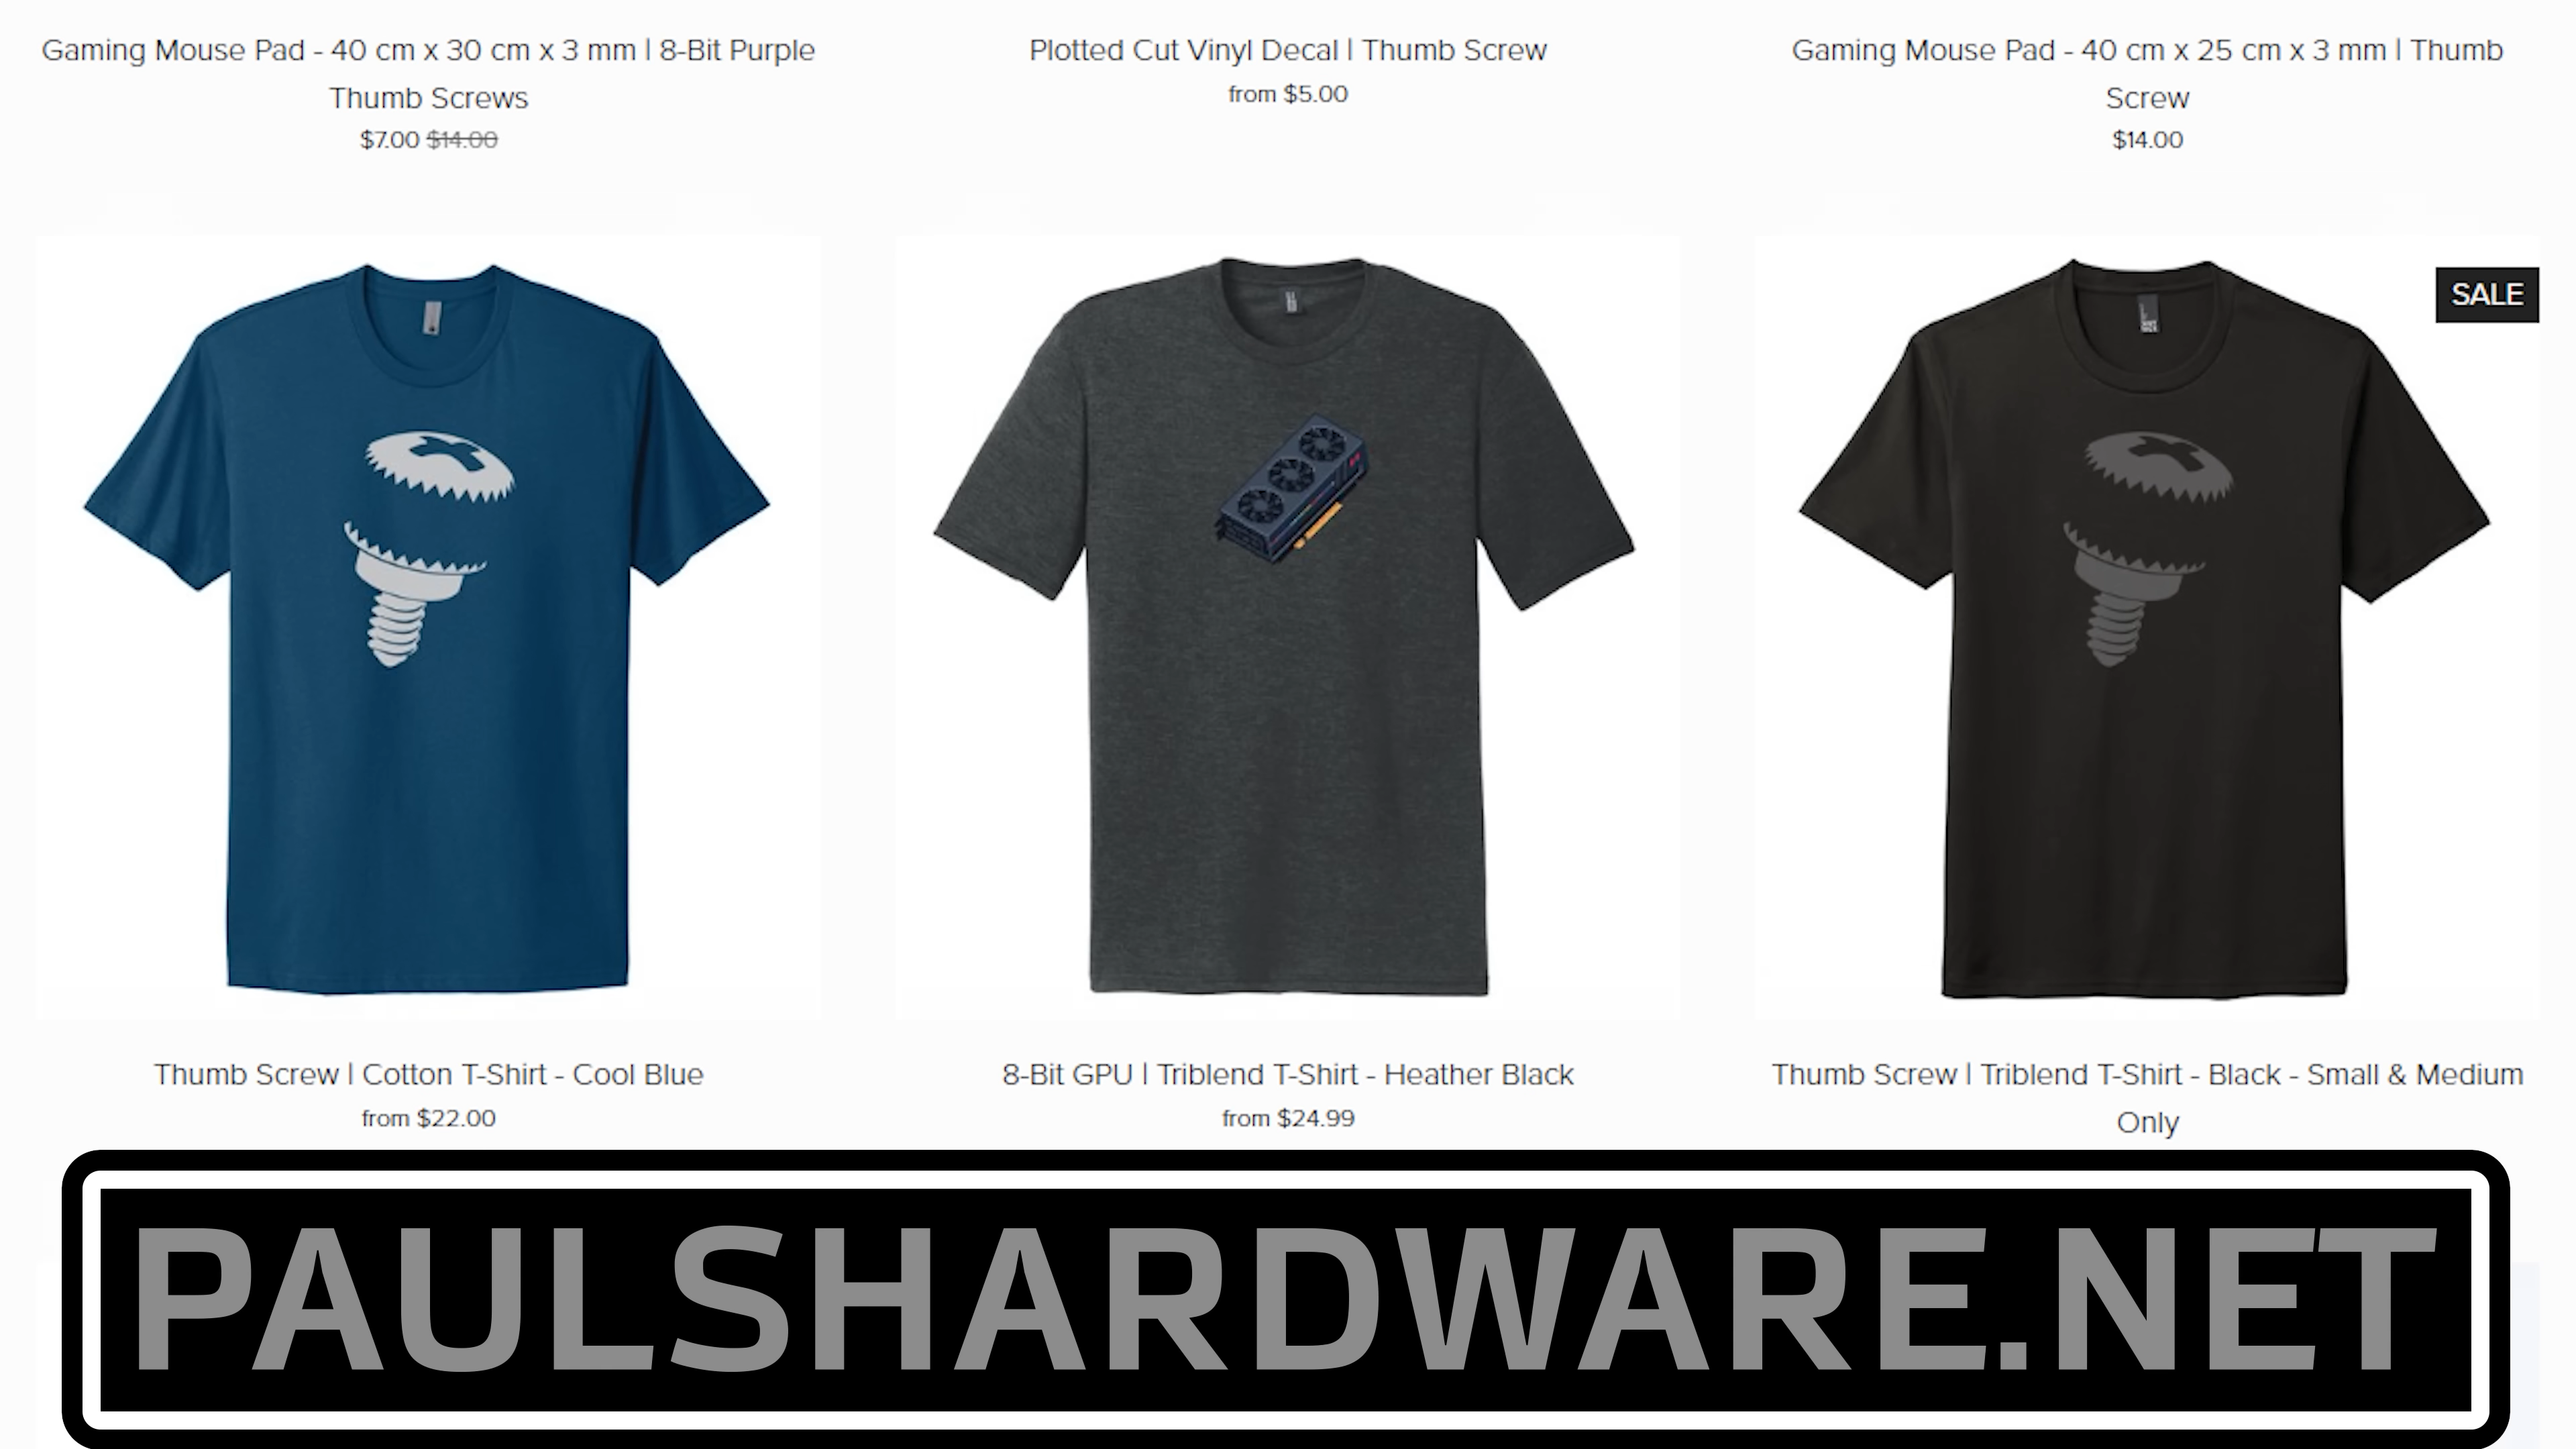 Gaming Mouse Pad - 40 cm x 30 cm x 3 mm | 8-Bit Purple
Thumb Screws
$7.00 $14.00
Plotted Cut Vinyl Decal | Thumb Screw
from $5.00
Gaming Mouse Pad - 40 cm x 25 cm x 3 mm | Thumb
Screw
$14.00
SALE
Thumb Screw | Cotton T-Shirt - Cool Blue
from $22.00
8-Bit GPU | Triblend T-Shirt - Heather Black
from $24.99
Thumb Screw | Triblend T-Shirt - Black - Small & Medium
Only
PAULSHARDWARE.NET